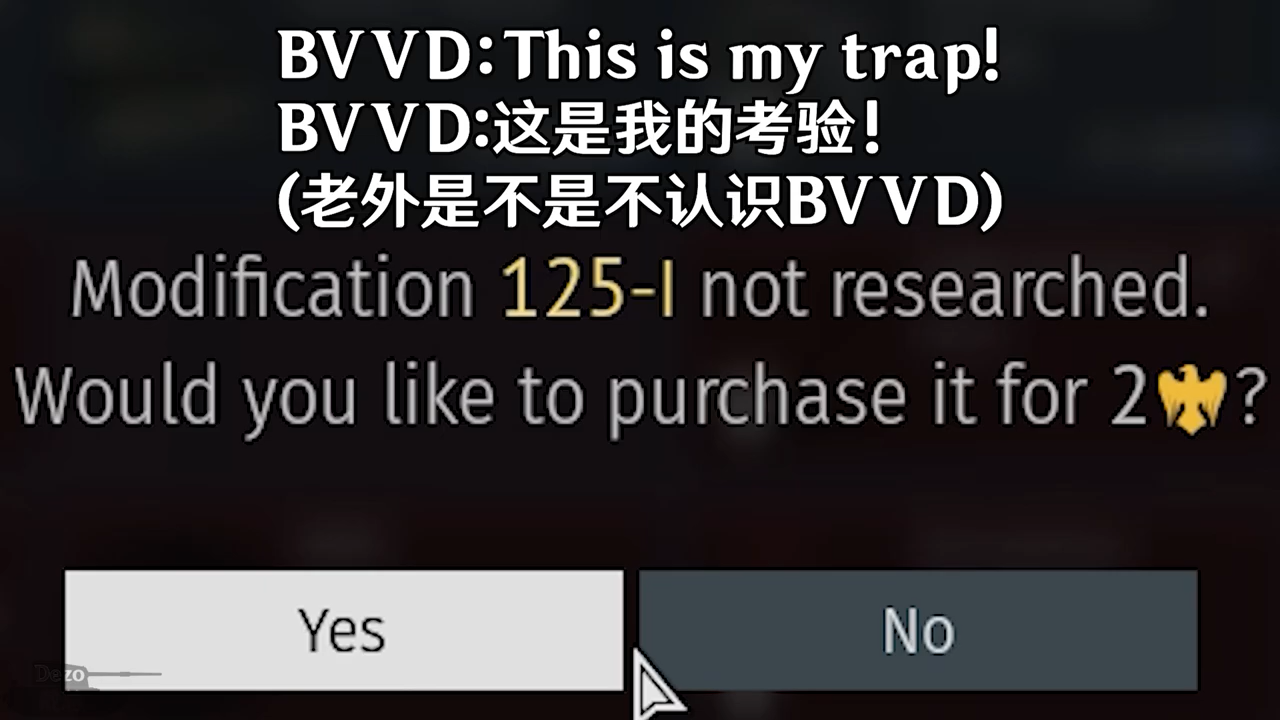 BVVD:This is my trap!
BVVD:这是我的考验!
(老外是不是不认识BVVD)
Modification 125-I not researched.
Would you like to purchase it for 2?
Yes
No
Dezo